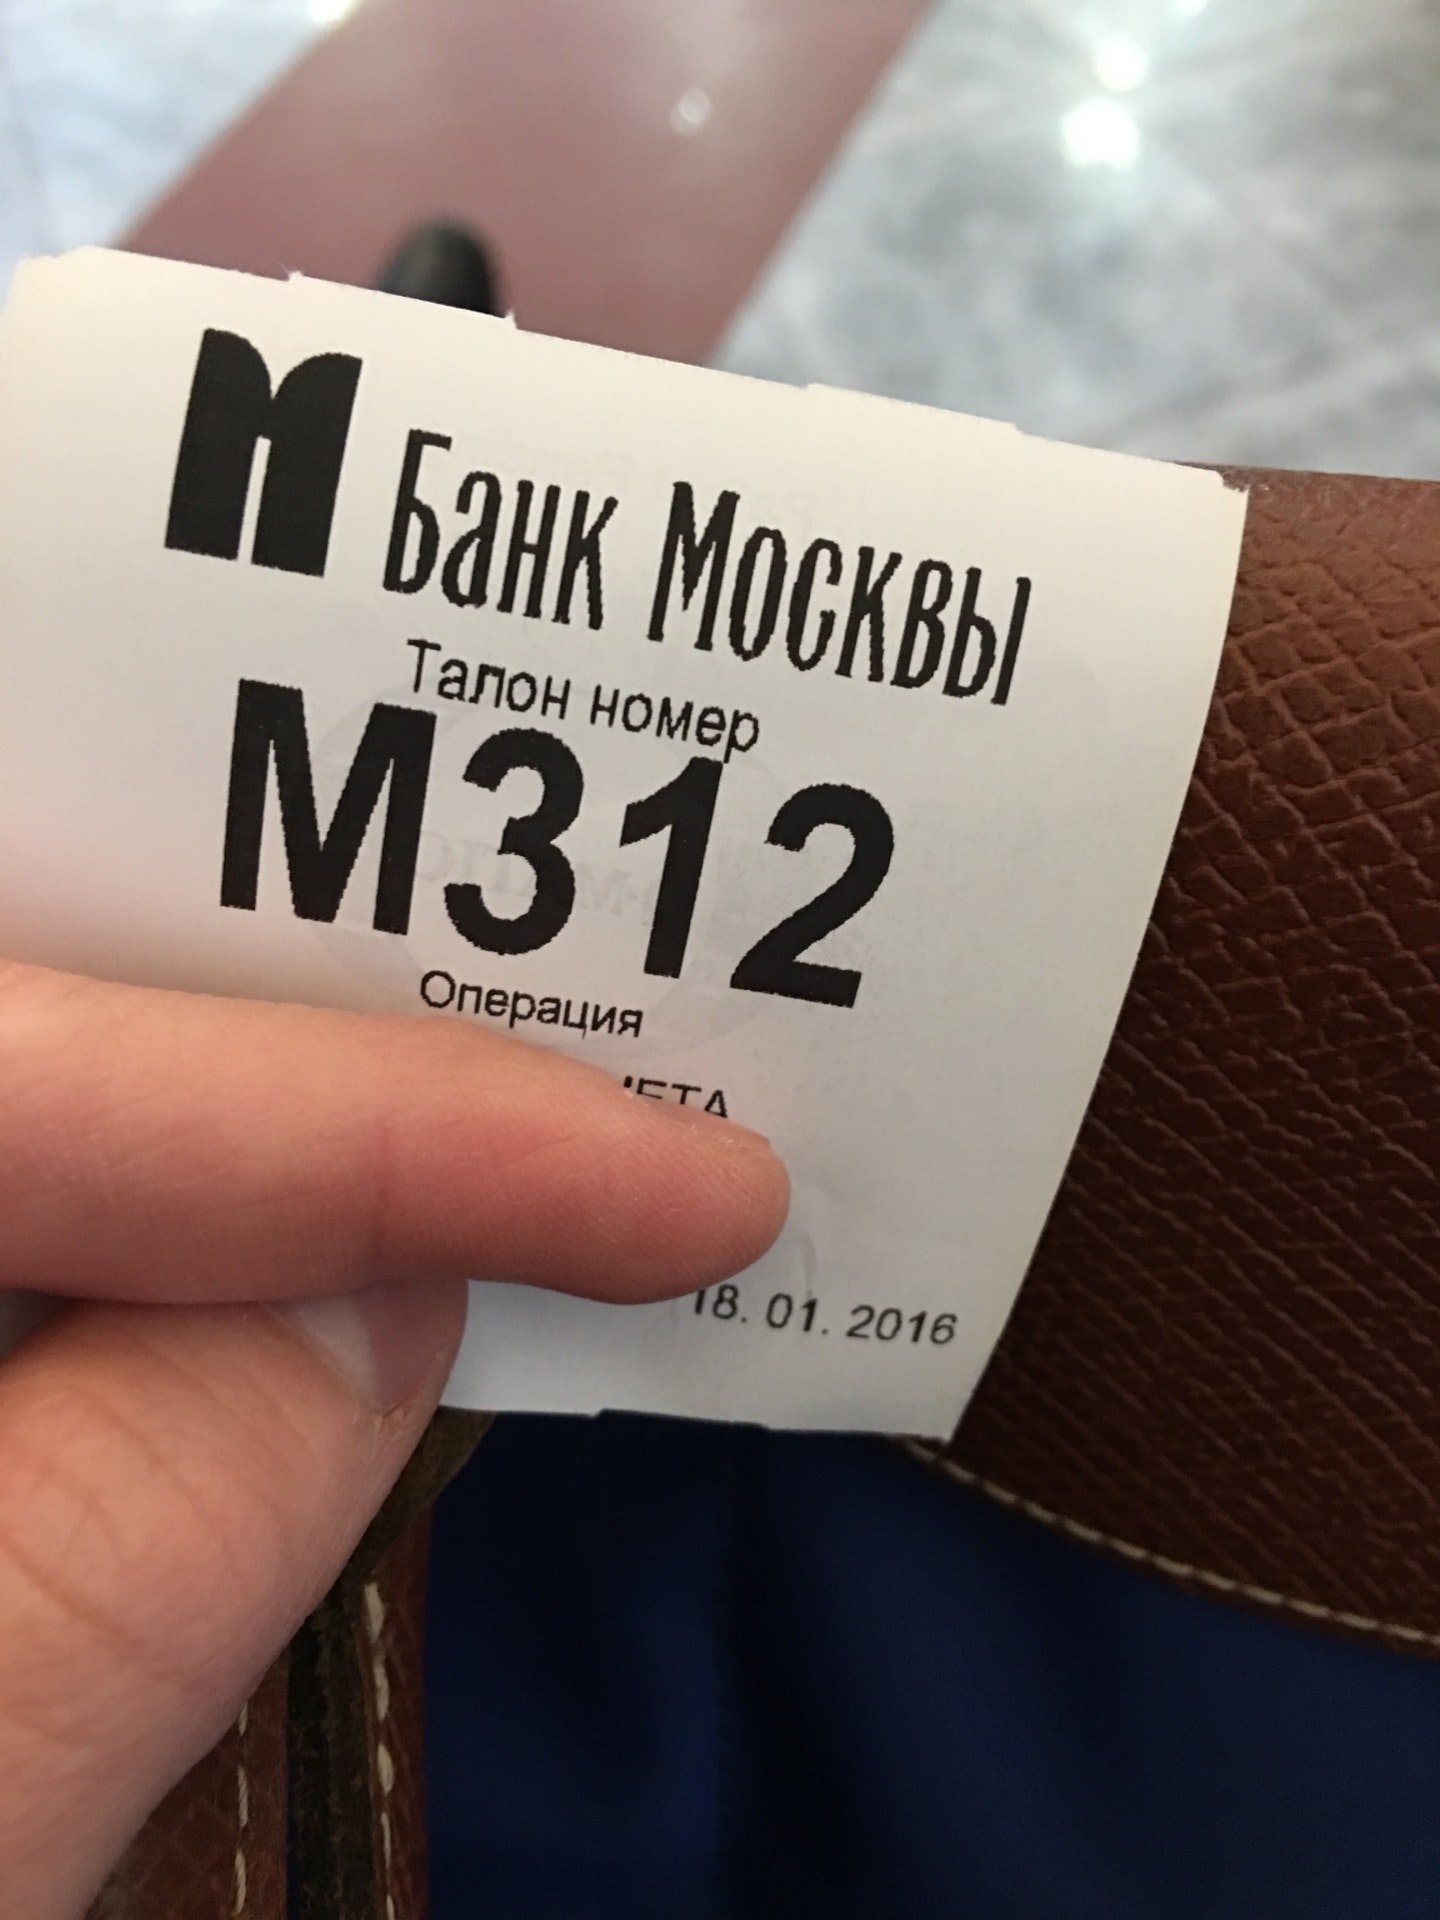 Банк Москвы
Талон номер
М312
Операция
18. 01. 2016